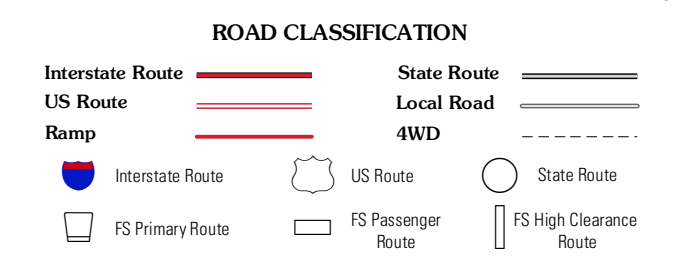 ROAD CLASSIFICATION
Interstate Route
State Route
US Route
Local Road
Ramp
4WD
Interstate Route
US Route
State Route
FS Primary Route
FS Passenger
Route
FS High Clearance
Route